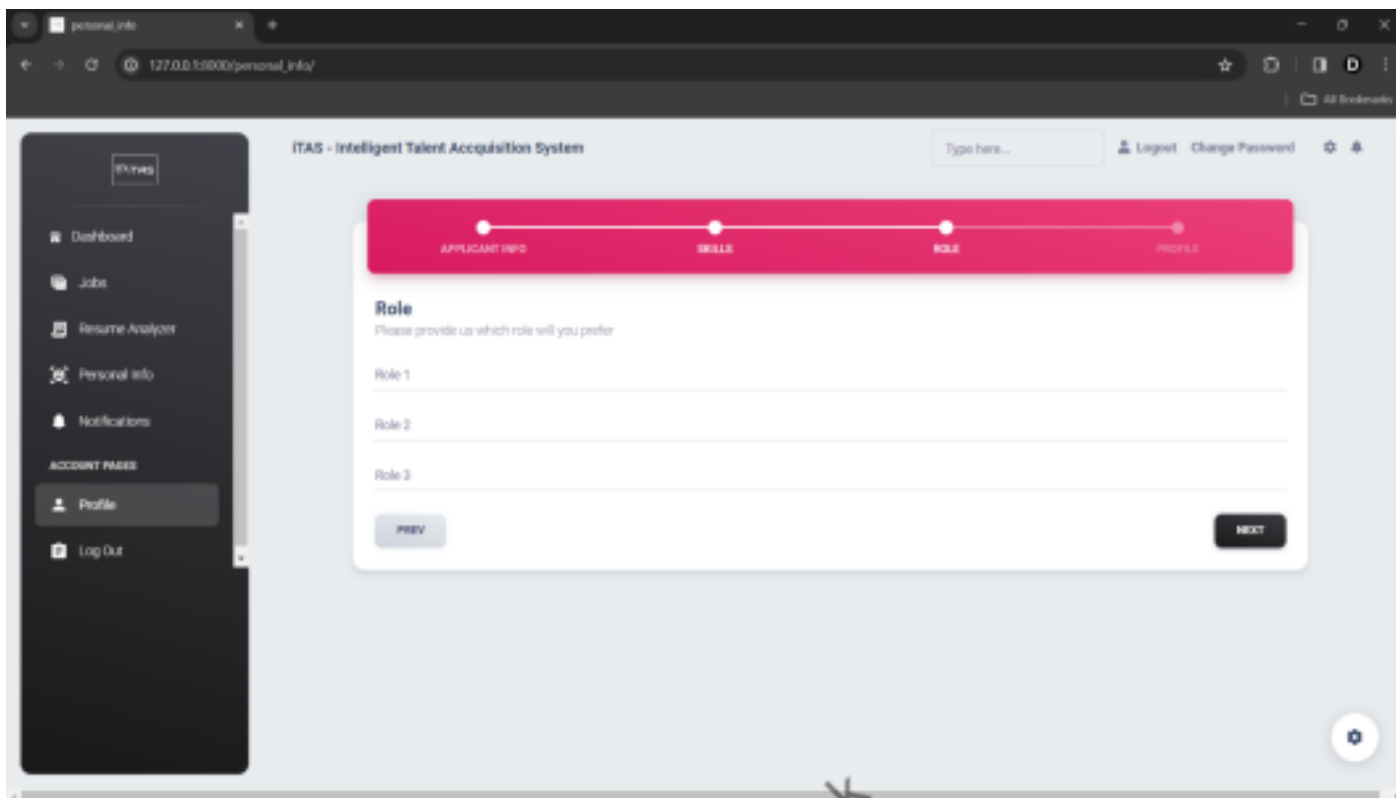 personal_info
127.0.0.1:8000/personal_info/
All Bookmarks
iTAS - Intelligent Talent Accquisition System
Type here...
Logout Change Password
Dashboard
Jobs
Resume Analyzer
Personal Info
Notifications
ACCOUNT PAGES
Profile
Log Out
APPLICANT INFO
SKILLS
ROLE
PROFILE
Role
Please provide us which role will you prefer
Role 1
Role 2
Role 3
PREV
NEXT
D